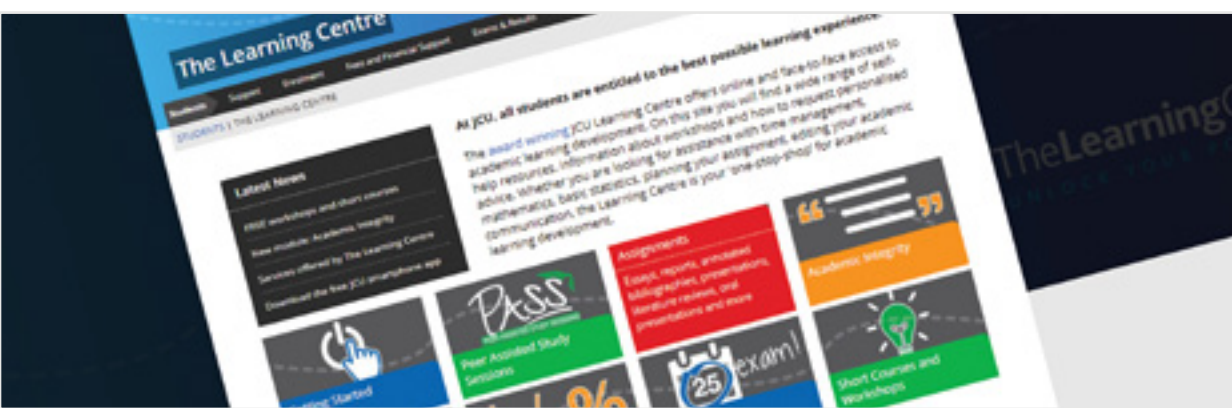 The Learning Centre
Students Support Enrolment Fees and Financial Support Exams & Results
STUDENTS | THE LEARNING CENTRE
At JCU, all students are entitled to the best possible learning experience.
The award winning JCU Learning Centre offers online and face-to-face access to
academic learning development. On this site you will find a wide range of self-
help resources, information about workshops and how to request personalised
advice. Whether you are looking for assistance with time management,
mathematics, basic statistics, planning your assignment, editing your academic
communication, the Learning Centre is your 'one-stop-shop' for academic
learning development.
Latest News
FREE workshops and short courses
New module: Academic Integrity
Services offered by The Learning Centre
Download the free JCU smartphone app
Getting Started
PASS
Peer Assisted Study
Sessions
Assignments
Essays, reports, annotated
bibliographies, presentations,
literature reviews, oral
presentations and more
Academic Integrity
%
25 exam!
Short Courses and
Workshops
TheLearning
UNLOCK YOUR